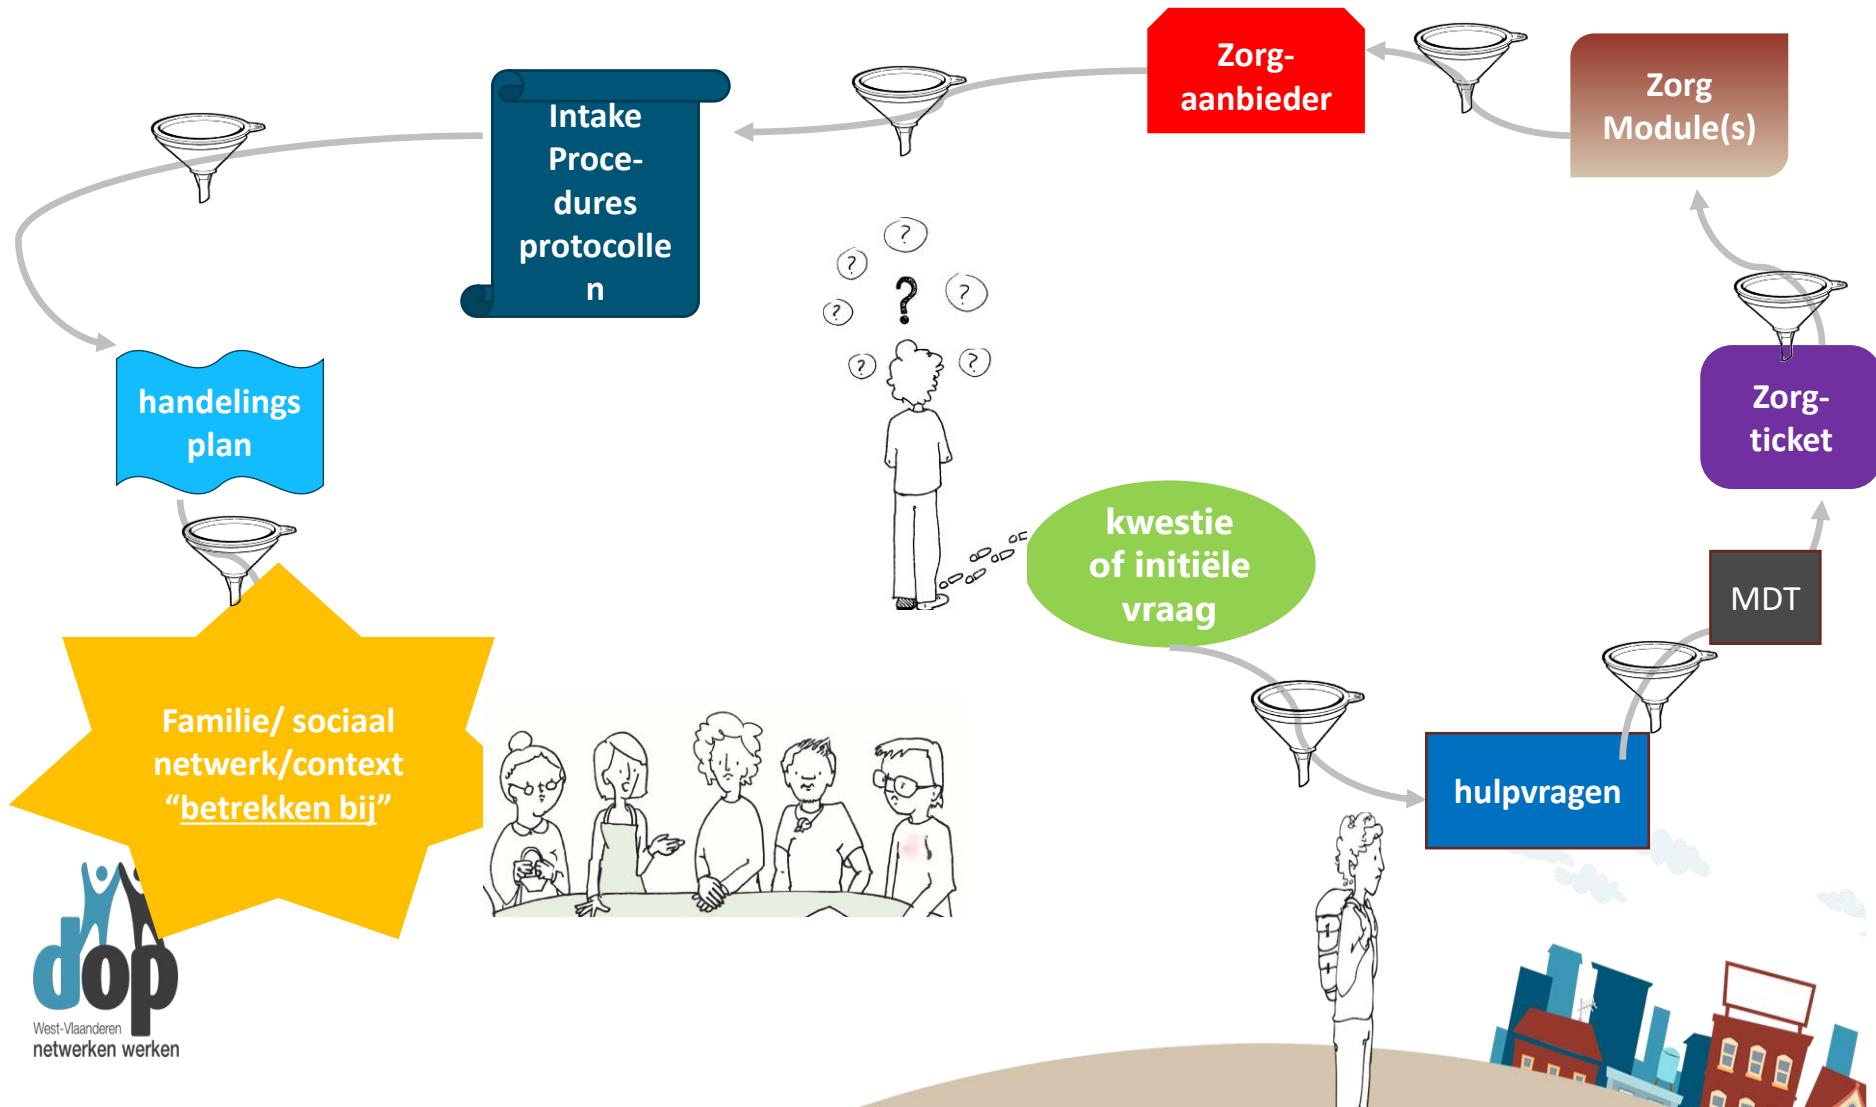 Zorg-
aanbieder
Zorg
Module(s)
Intake
Proce-
dures
protocolle
n
?
?
?
?
?
?
?
handelings
plan
Zorg-
ticket
kwestie
of initiële
vraag
MDT
hulpvragen
Familie/ sociaal
netwerk/context
“betrekken bij”
dop
West-Vlaanderen
netwerken werken